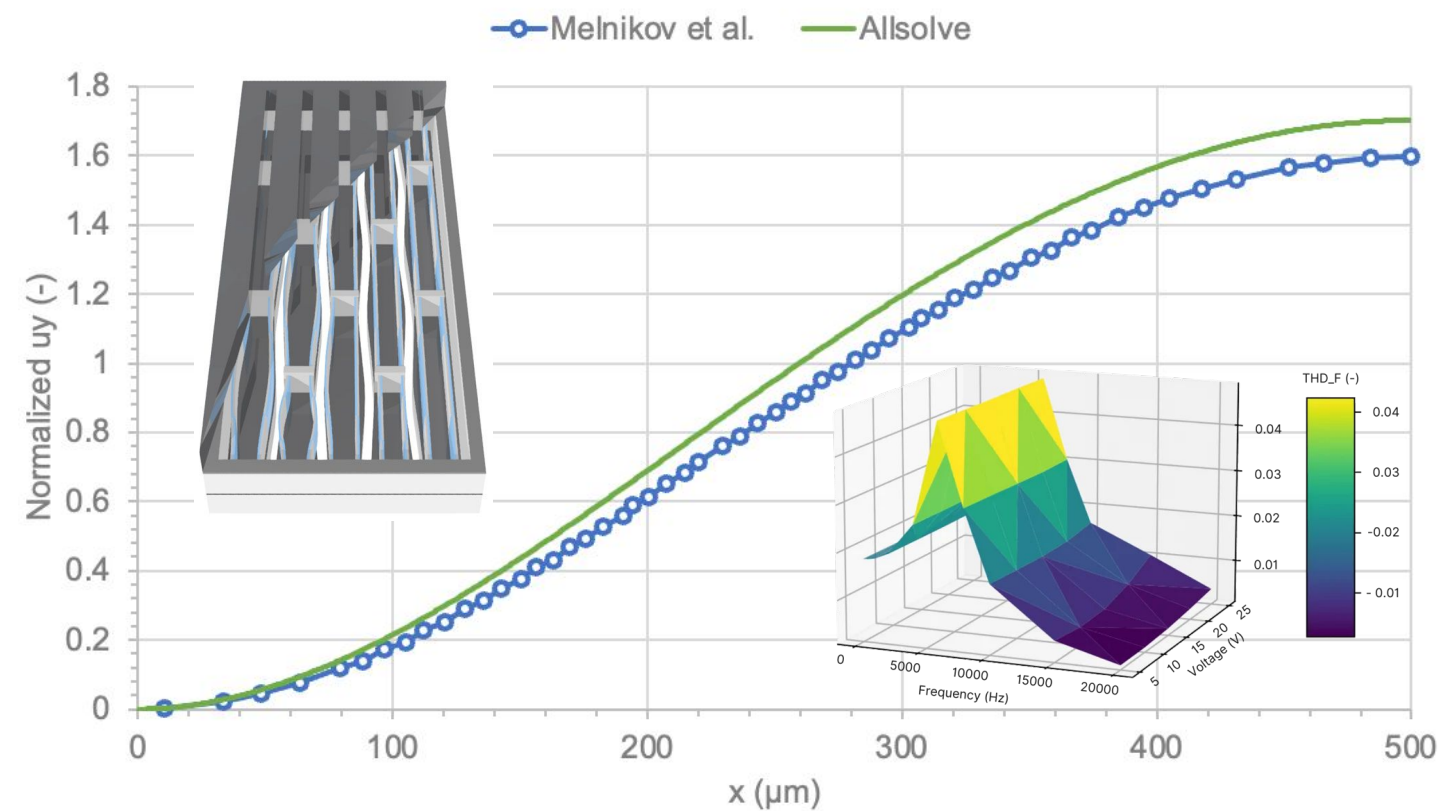 Melnikov et al. Allsolve
1.8
1.6
1.4
1.2
1
0.8
0.6
0.4
0.2
0
Normalized uy (-)
0 100 200 300 400 500
x (µm)
THD_F (-)
0.04
0.03
0.02
0.01
0.04
0.03
-0.02
- 0.01
0 5000 10000 15000 20000
Frequency (Hz)
5 10 15 20 25
Voltage (V)